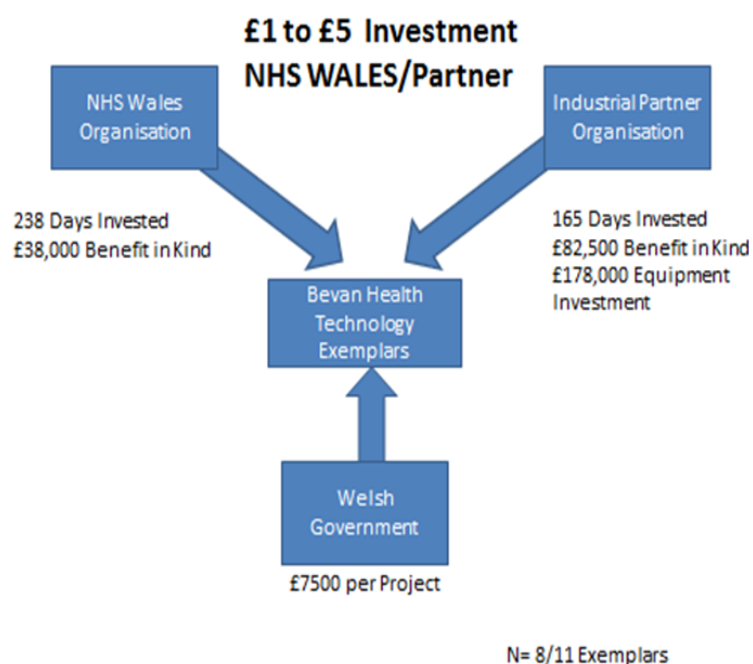 £1 to £5 Investment
NHS WALES/Partner
NHS Wales
Organisation
Industrial Partner
Organisation
238 Days Invested
£38,000 Benefit in Kind
165 Days Invested
£82,500 Benefit in Kind
£178,000 Equipment
Investment
Bevan Health
Technology
Exemplars
Welsh
Government
£7500 per Project
N= 8/11 Exemplars